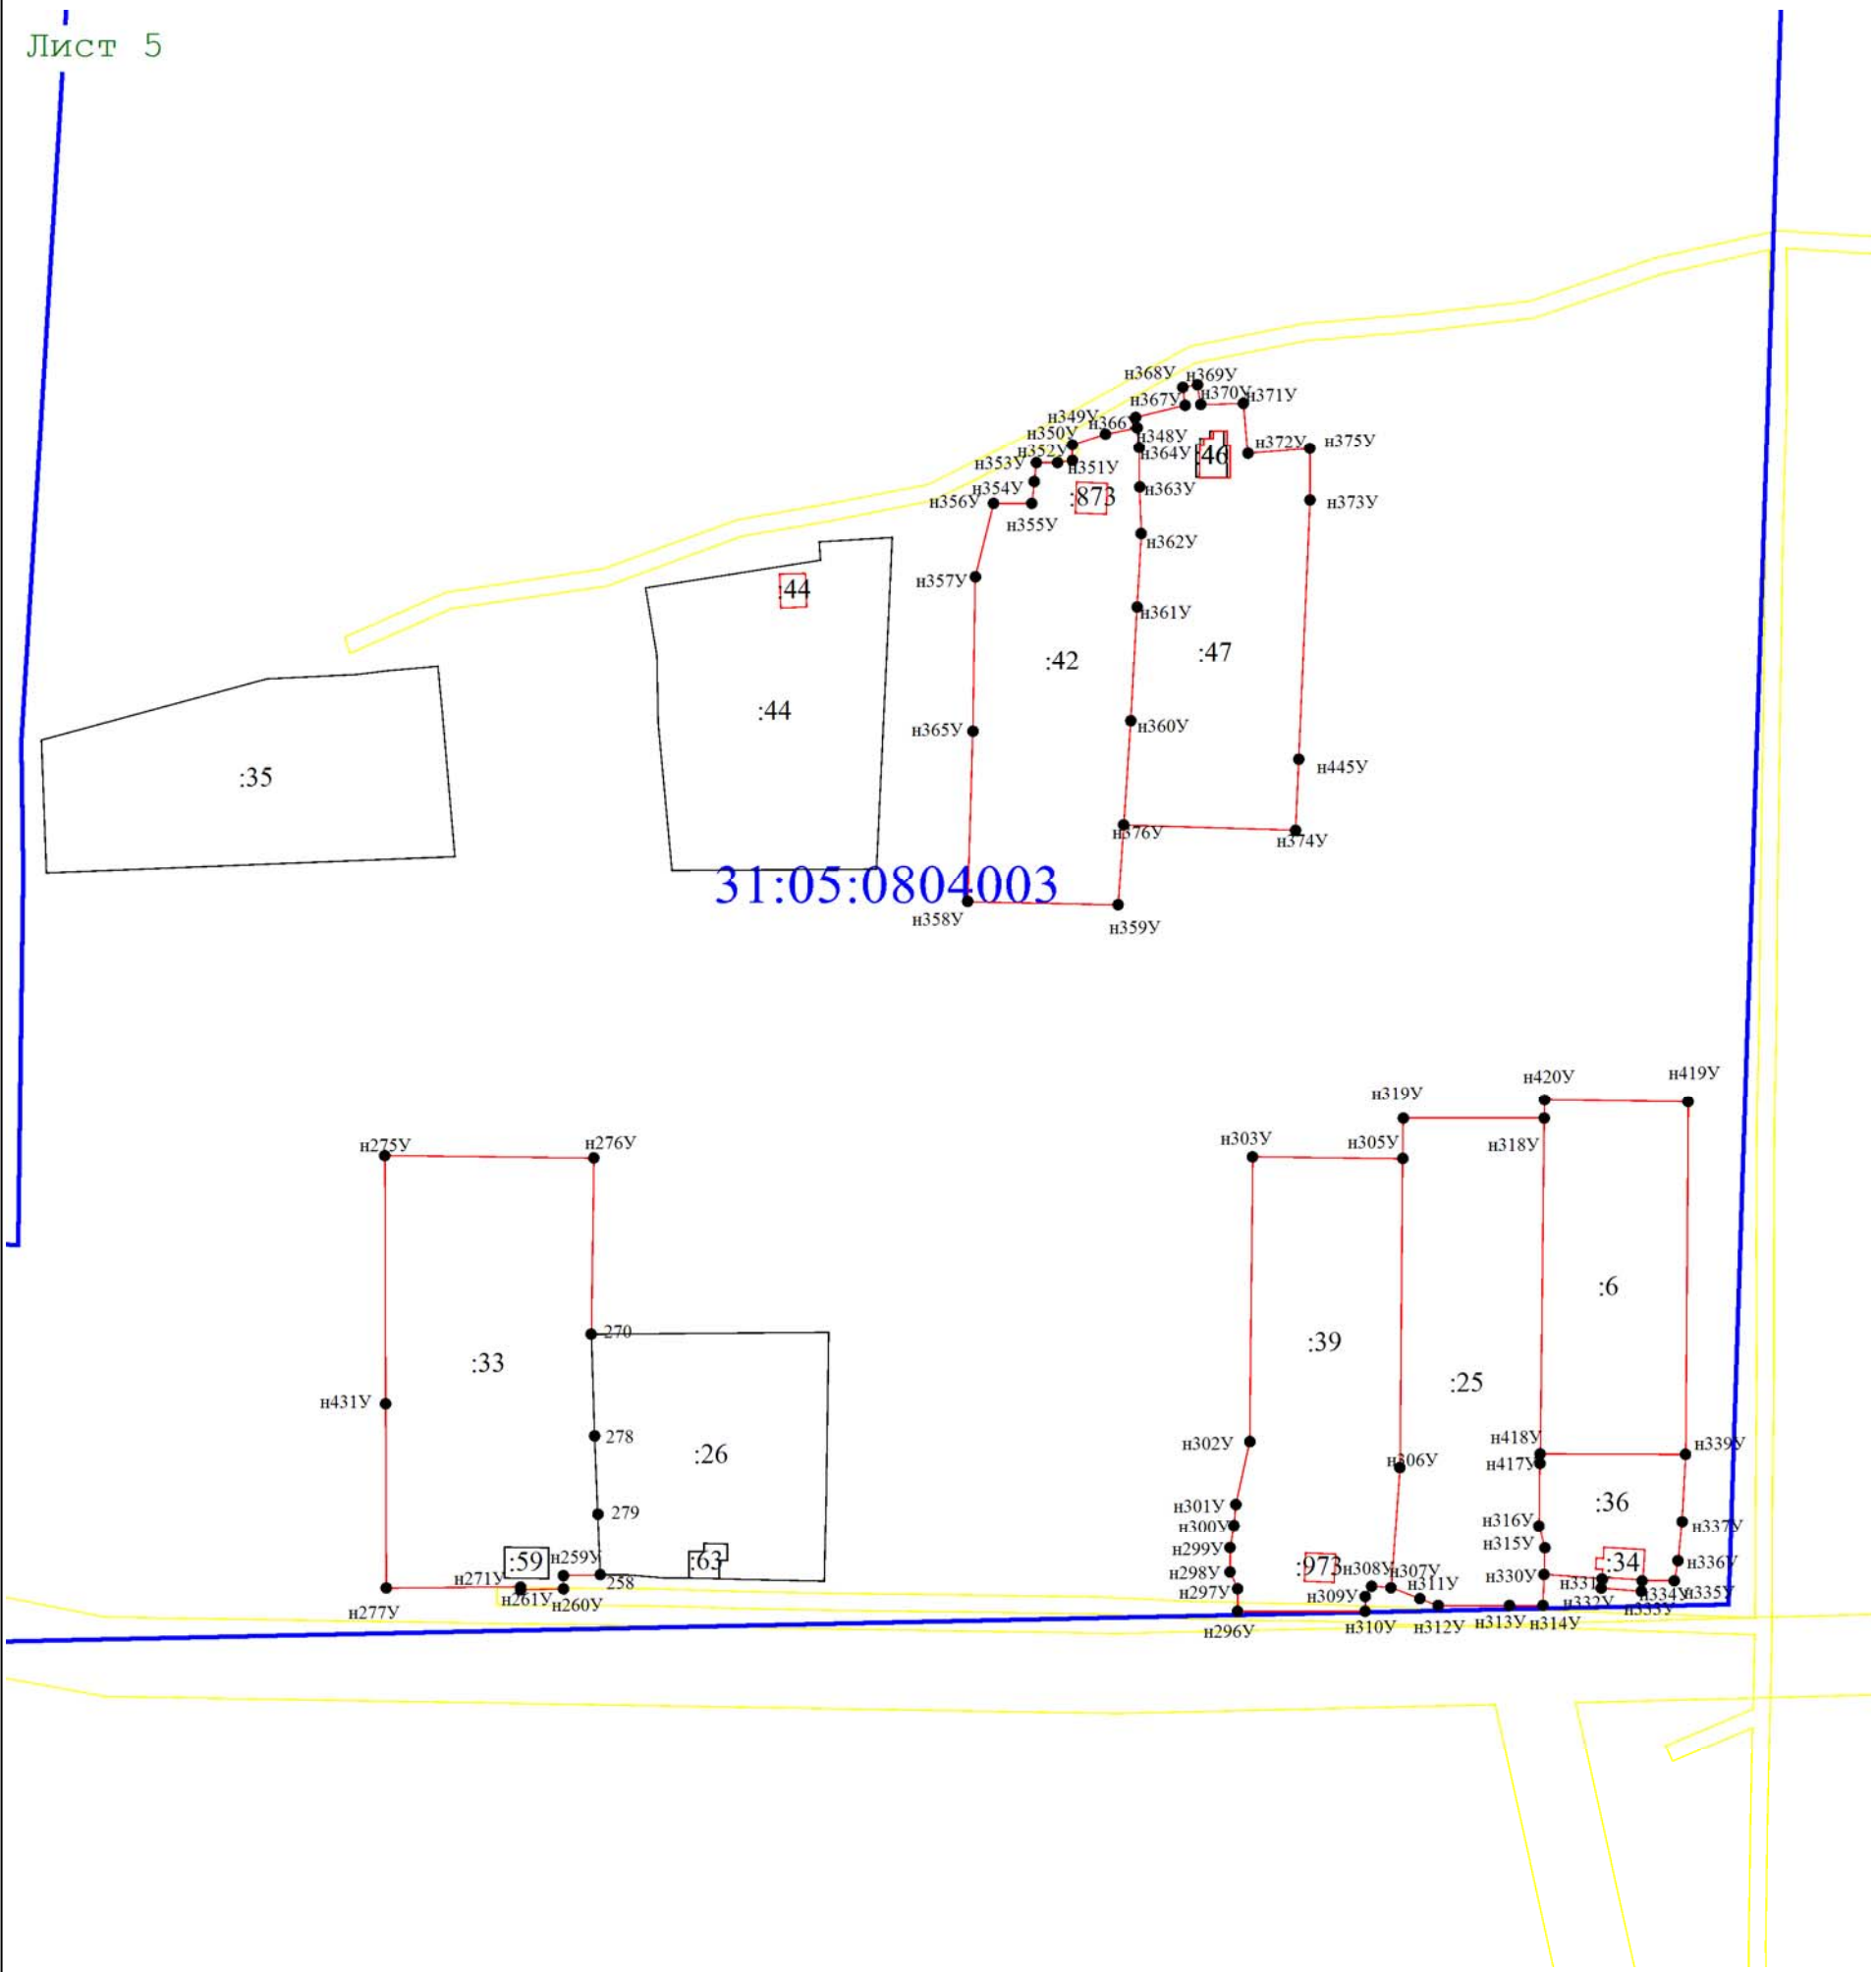 Лист 5
н368У
н369У
н367У
н370У
н371У
н349У
н366
н350У
н348У
н352У
н364У
:46
н372У
н375У
н353У
н351У
н354У
н363У
н356У
:873
н373У
н355У
н362У
н357У
:44
н361У
:42
:47
:44
н360У
н365У
:35
н445У
н376У
н374У
31:05:0804003
н358У
н359У
н420У
н419У
н319У
н275У
н276У
н303У
н305У
н318У
:6
270
:39
:33
:25
н431У
278
:26
н302У
н418У
н339У
н306У
н417У
279
н301У
:36
н300У
н316У
н337У
н315У
н299У
:59
н259У
:63
:973
:34
н336У
н298У
н308У
н307У
н330У
н271У
258
н297У
н311У
н331
н334У
н335У
н277У
н261У
н260У
н309У
н332У
н333У
н296У
н310У
н312У
н313У
н314У